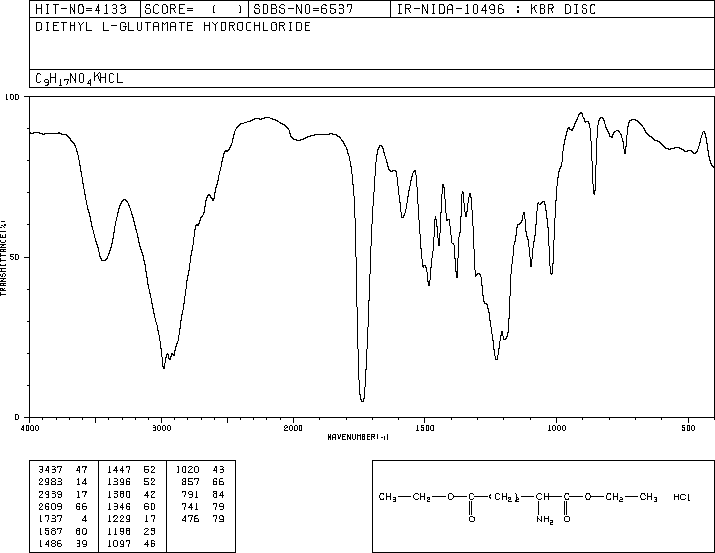 HIT-NO=4133 SCORE= ( ) SDBS-NO=6537 IR-NIDA-10496 : KBR DISC
DIETHYL L-GLUTAMATE HYDROCHLORIDE
C9H17NO4*HCL
100
50
0
TRANSMITTANCE(%)
4000 3000 2000 1500 1000 500
WAVENUMBER(-1)
3437 47 1447 52 1020 43
2983 14 1396 52 857 66
2939 17 1380 42 791 84
2609 66 1346 60 741 79
1737 4 1229 17 476 79
1587 60 1198 23
1486 39 1097 46
CH3—CH2—O—C—(CH2)2—CH—C—O—CH2—CH3 HCl
O NH2 O